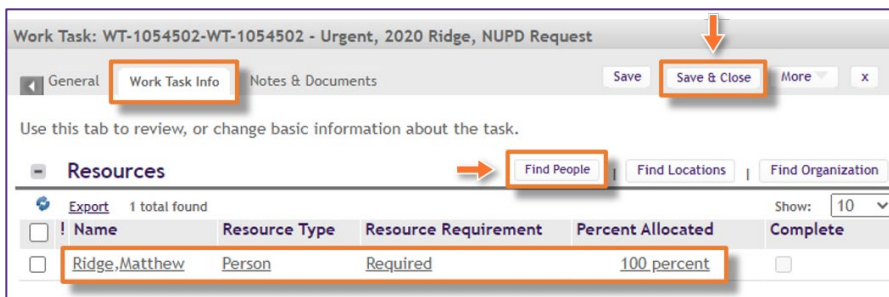 Work Task: WT-1054502-WT-1054502 - Urgent, 2020 Ridge, NUPD Request
General Work Task Info Notes & Documents Save Save & Close More x
Use this tab to review, or change basic information about the task.
Resources Find People | Find Locations | Find Organization
Export 1 total found Show: 10
! Name Resource Type Resource Requirement Percent Allocated Complete
Ridge,Matthew Person Required 100 percent